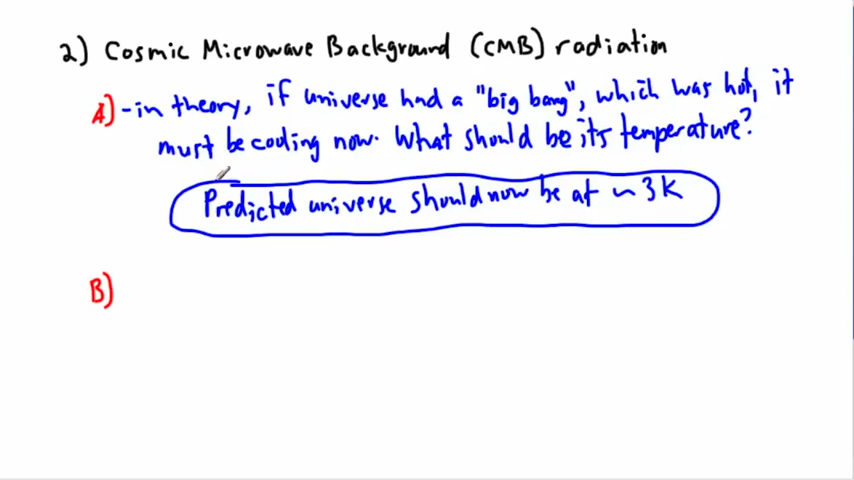 2) Cosmic Microwave Background (CMB) radiation
A) - in theory, if universe had a "big bang", which was hot, it
must be cooling now. What should be its temperature?
Predicted universe should now be at ~ 3K
B)